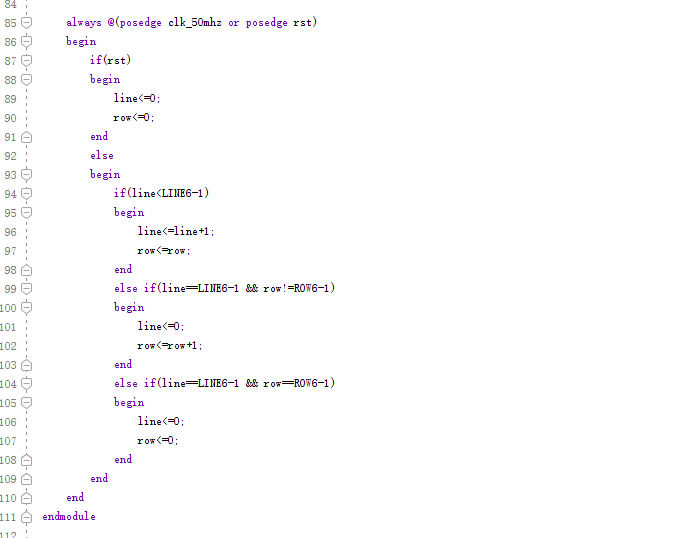 84
85 always @(posedge clk_50mhz or posedge rst)
86 begin
87 if(rst)
88 begin
89 line<=0;
90 row<=0;
91 end
92 else
93 begin
94 if(line<LINE6-1)
95 begin
96 line<=line+1;
97 row<=row;
98 end
99 else if(line==LINE6-1 && row!=ROW6-1)
100 begin
101 line<=0;
102 row<=row+1;
103 end
104 else if(line==LINE6-1 && row==ROW6-1)
105 begin
106 line<=0;
107 row<=0;
108 end
109 end
110 end
111 endmodule
112